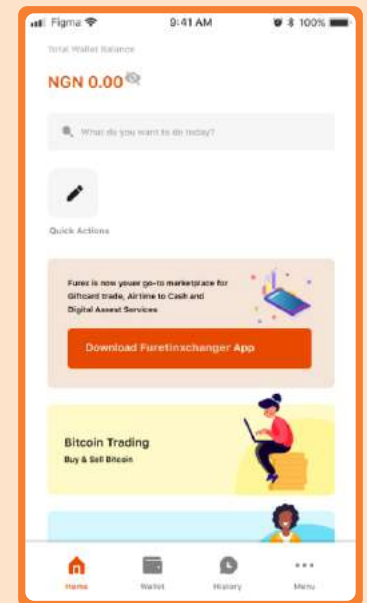 Figma
9:41 AM
100%
Total Wallet Balance
NGN 0.00
What do you want to do today?
Quick Actions
Furex is now youer go-to marketplace for
Giftcard trade, Airtime to Cash and
Digital Assest Services
Download Furetinxchanger App
Bitcoin Trading
Buy & Sell Bitcoin
Home
Wallet
History
Menu